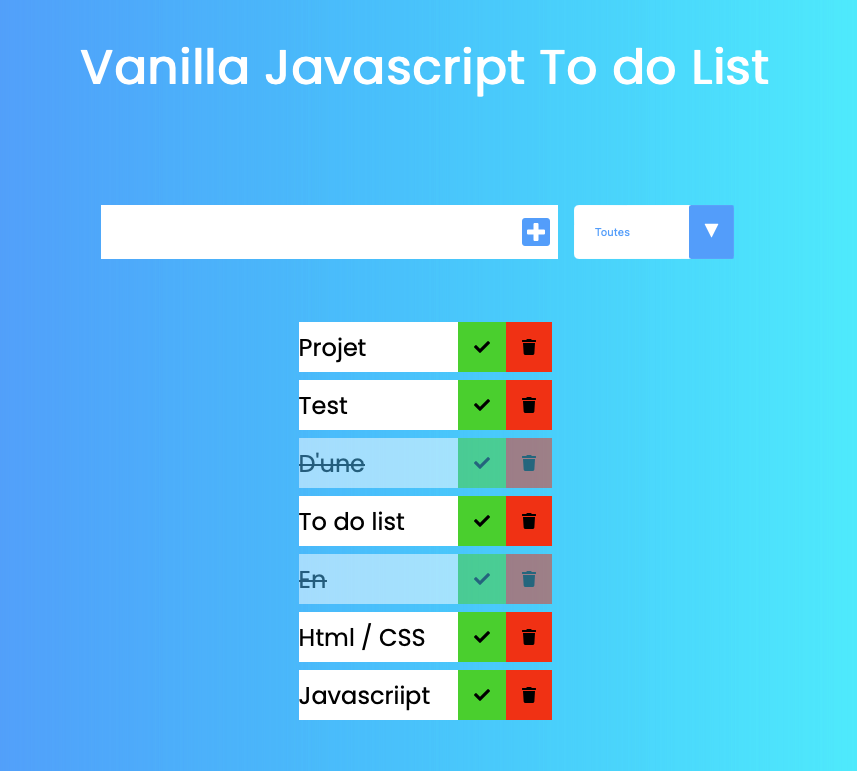 Vanilla Javascript To do List
Toutes
Projet
Test
D'une
To do list
En
Html / CSS
Javascriipt